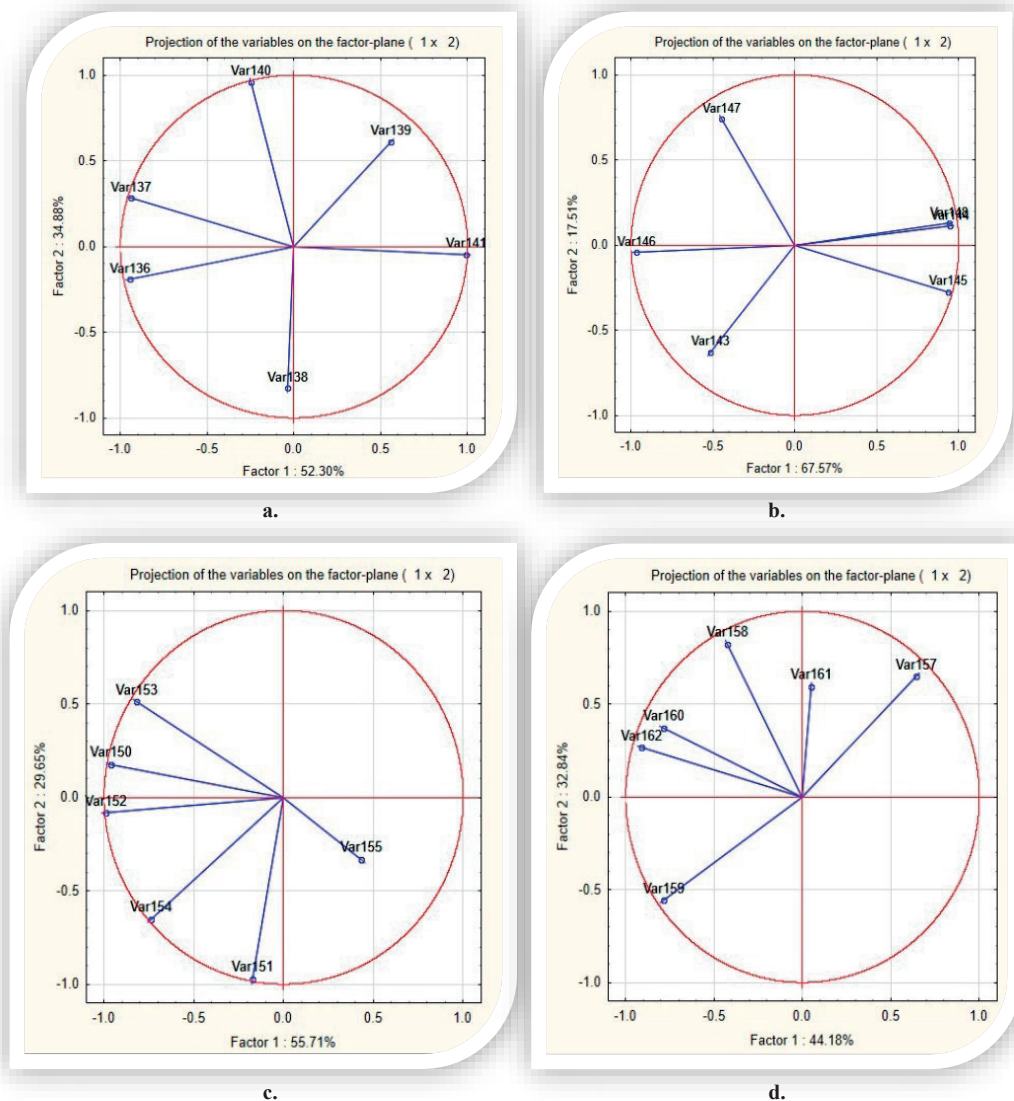 Projection of the variables on the factor-plane ( 1 x 2)
1.0
0.5
0.0
-0.5
-1.0
Factor 2 : 34.88%
Var140
Var139
Var137
Var141
Var136
Var138
-1.0 -0.5 0.0 0.5 1.0
Factor 1 : 52.30%
a.
Projection of the variables on the factor-plane ( 1 x 2)
1.0
0.5
0.0
-0.5
-1.0
Factor 2 : 17.51%
Var147
Var144
Var146
Var145
Var143
-1.0 -0.5 0.0 0.5 1.0
Factor 1 : 67.57%
b.
Projection of the variables on the factor-plane ( 1 x 2)
1.0
0.5
0.0
-0.5
-1.0
Factor 2 : 29.65%
Var153
Var150
Var152
Var155
Var154
Var151
-1.0 -0.5 0.0 0.5 1.0
Factor 1 : 55.71%
c.
Projection of the variables on the factor-plane ( 1 x 2)
1.0
0.5
0.0
-0.5
-1.0
Factor 2 : 32.84%
Var158
Var161
Var157
Var160
Var162
Var159
-1.0 -0.5 0.0 0.5 1.0
Factor 1 : 44.18%
d.